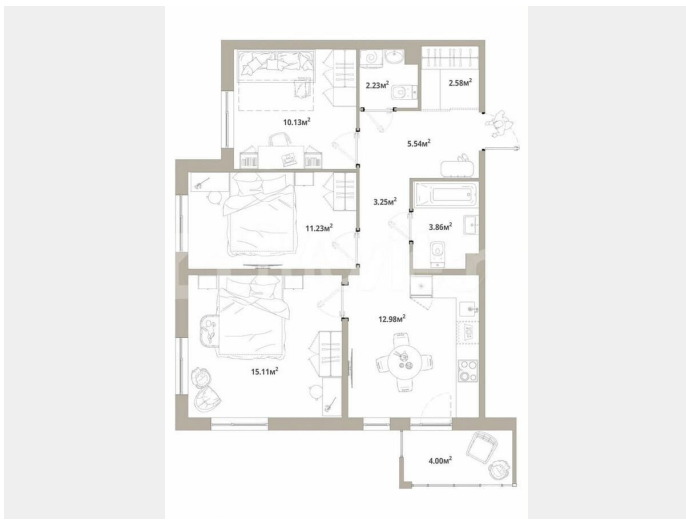 2.23м²
2.58м²
10.13м²
5.54м²
3.25м²
11.23м²
3.86м²
12.98м²
15.11м²
4.00м²